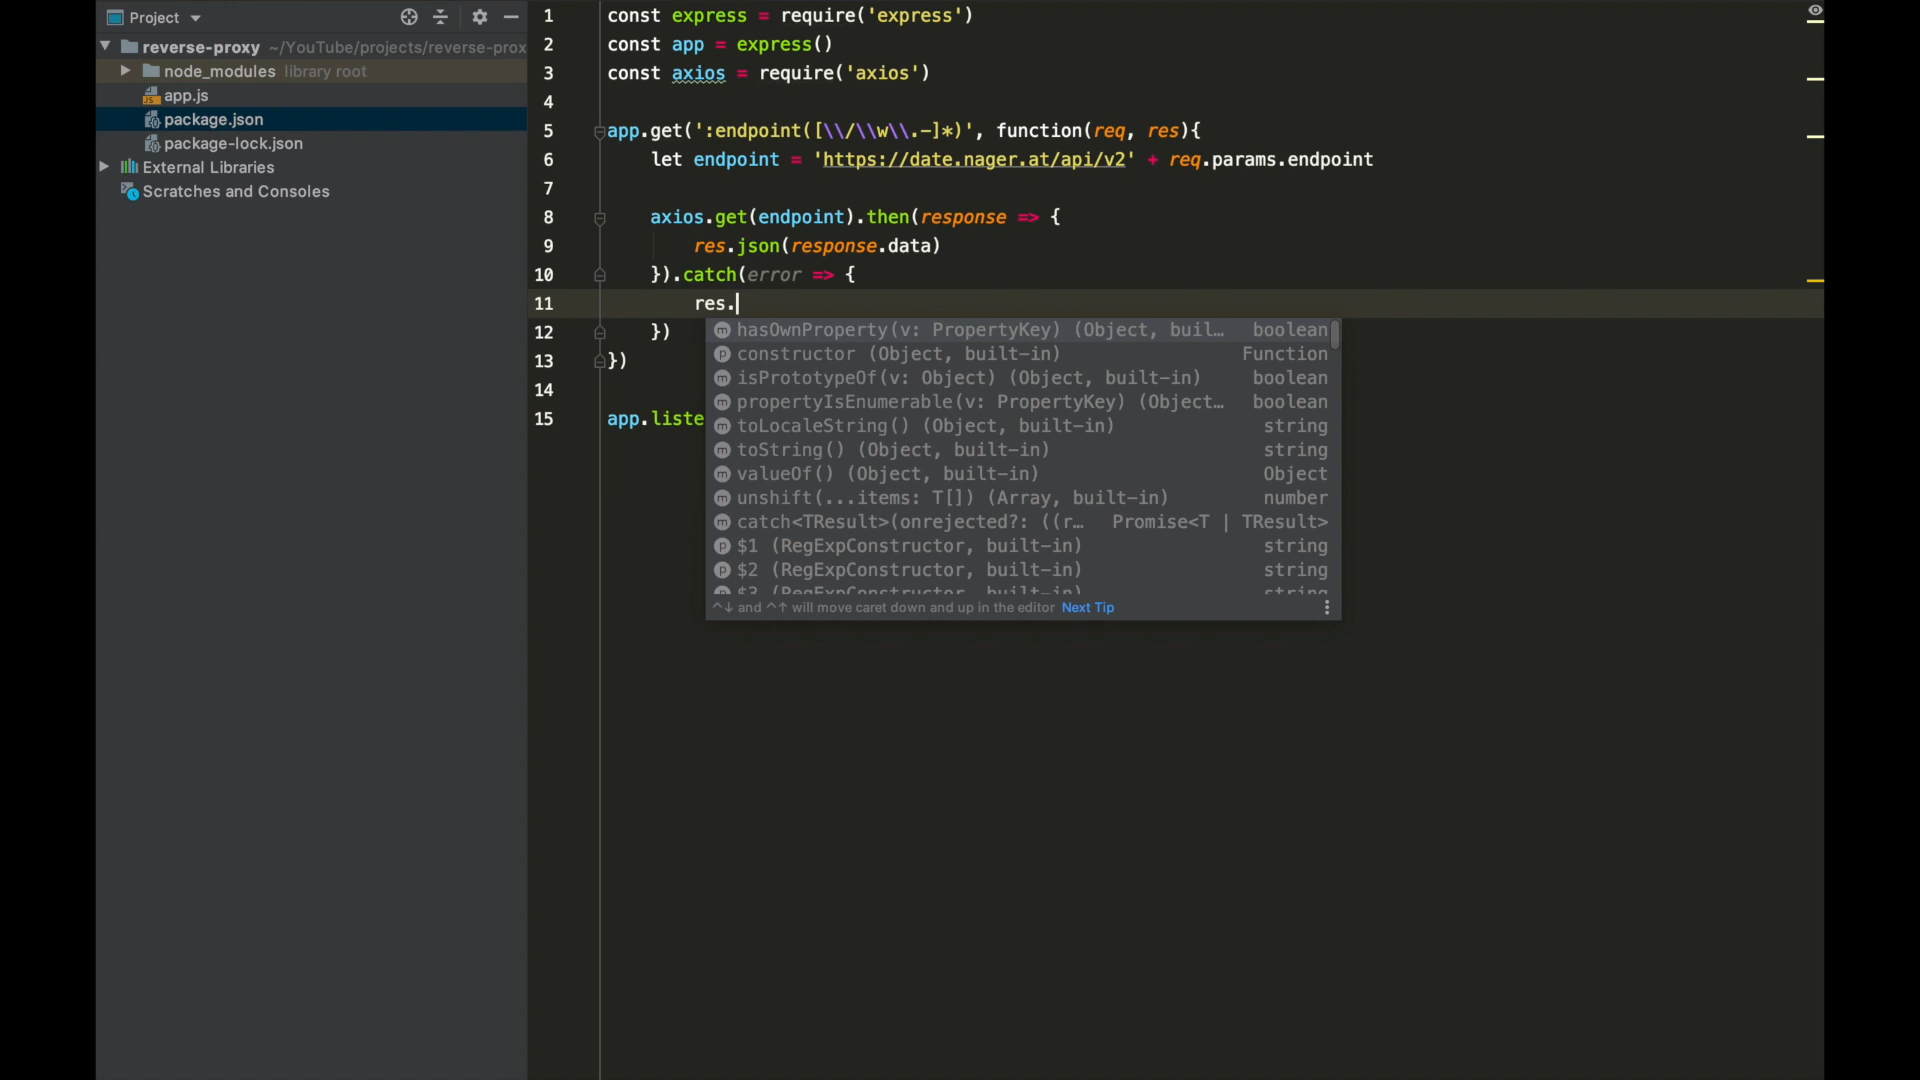 Project
reverse-proxy ~/YouTube/projects/reverse-prox
node_modules library root
app.js
package.json
package-lock.json
External Libraries
Scratches and Consoles
1 const express = require('express')
2 const app = express()
3 const axios = require('axios')
4
5 app.get(':endpoint([\\/\\w\\.-]*)', function(req, res){
6 let endpoint = 'https://date.nager.at/api/v2' + req.params.endpoint
7
8 axios.get(endpoint).then(response => {
9 res.json(response.data)
10 }).catch(error => {
11 res.
12 })
13 })
14
15 app.liste
hasOwnProperty(v: PropertyKey) (Object, buil… boolean
constructor (Object, built-in) Function
isPrototypeOf(v: Object) (Object, built-in) boolean
propertyIsEnumerable(v: PropertyKey) (Object… boolean
toLocaleString() (Object, built-in) string
toString() (Object, built-in) string
valueOf() (Object, built-in) Object
unshift(...items: T[]) (Array, built-in) number
catch<TResult>(onrejected?: ((r… Promise<T | TResult>
$1 (RegExpConstructor, built-in) string
$2 (RegExpConstructor, built-in) string
$3 (RegExpConstructor, built-in) string
^↓ and ^↑ will move caret down and up in the editor Next Tip